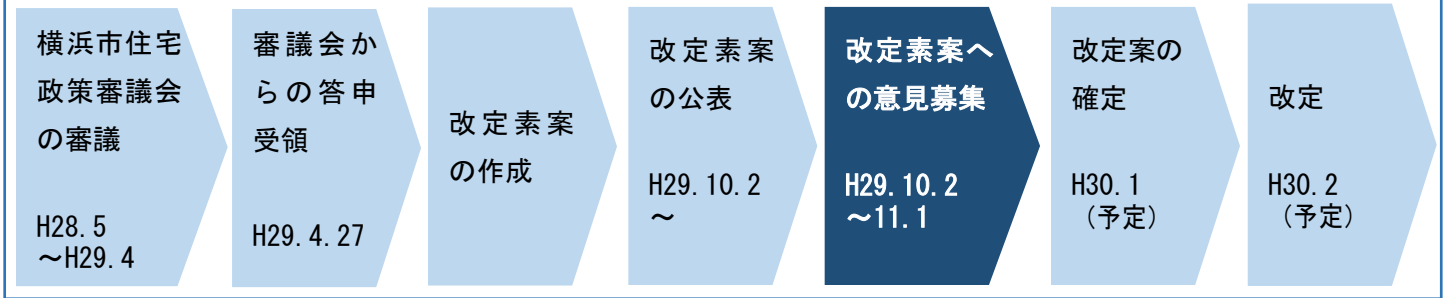 横浜市住宅
政策審議会
の審議
H28.5
～H29.4
審議会か
らの答申
受領
H29.4.27
改定素案
の作成
改定素案
の公表
H29.10.2
～
改定素案へ
の意見募集
H29.10.2
～11.1
改定案の
確定
H30.1
（予定）
改定
H30.2
（予定）